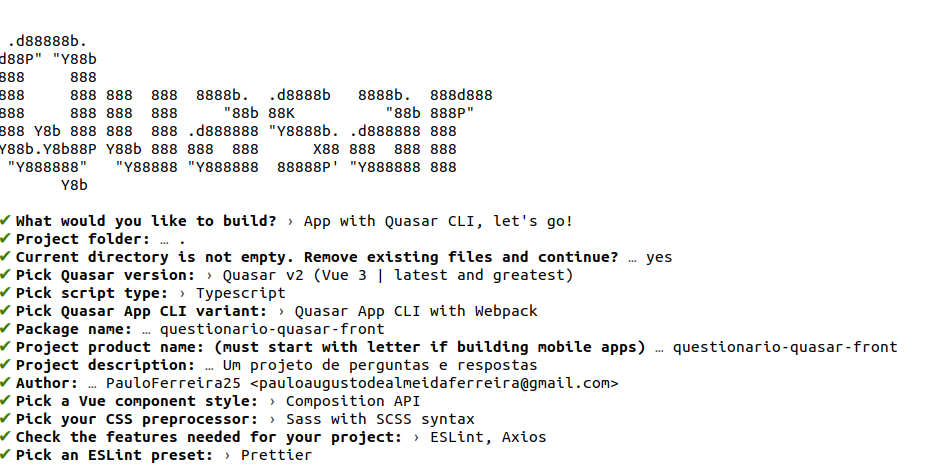 .d88888b.
d88P" "Y88b
888     888
888     888 888  888  8888b.  .d8888b   8888b.  888d888
888     888 888  888     "88b 88K          "88b 888P"
888 Y8b 888 888  888 .d888888 "Y8888b. .d888888 888
Y88b.Y8b88P Y88b 888 888  888      X88 888  888 888
 "Y888888"   "Y88888 "Y888888  88888P' "Y888888 888
       Y8b
✔ What would you like to build? › App with Quasar CLI, let's go!
✔ Project folder: … .
✔ Current directory is not empty. Remove existing files and continue? … yes
✔ Pick Quasar version: › Quasar v2 (Vue 3 | latest and greatest)
✔ Pick script type: › Typescript
✔ Pick Quasar App CLI variant: › Quasar App CLI with Webpack
✔ Package name: … questionario-quasar-front
✔ Project product name: (must start with letter if building mobile apps) … questionario-quasar-front
✔ Project description: … Um projeto de perguntas e respostas
✔ Author: … PauloFerreira25 <pauloaugustodealmeidaferreira@gmail.com>
✔ Pick a Vue component style: › Composition API
✔ Pick your CSS preprocessor: › Sass with SCSS syntax
✔ Check the features needed for your project: › ESLint, Axios
✔ Pick an ESLint preset: › Prettier